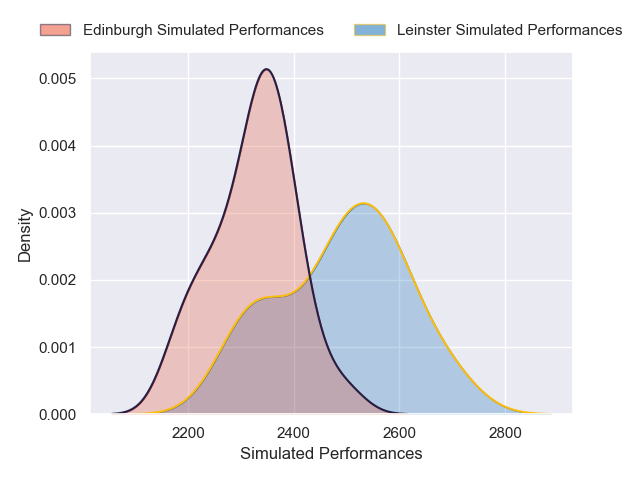 Edinburgh Simulated Performances Leinster Simulated Performances
0.005
0.004
0.003
0.002
0.001
0.000
Density
2200 2400 2600 2800
Simulated Performances